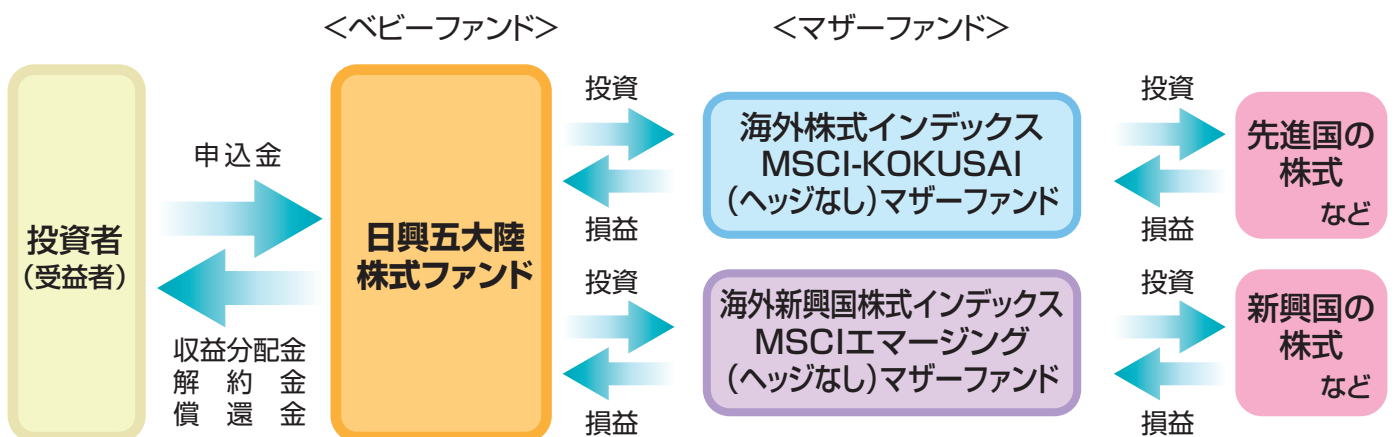 <ベビーファンド>
<マザーファンド>
投資者
(受益者)
申込金
収益分配金
解約金
償還金
日興五大陸
株式ファンド
投資
損益
投資
損益
海外株式インデックス
MSCI-KOKUSAI
(ヘッジなし)マザーファンド
海外新興国株式インデックス
MSCIエマージング
(ヘッジなし)マザーファンド
投資
損益
投資
損益
先進国の
株式
など
新興国の
株式
など